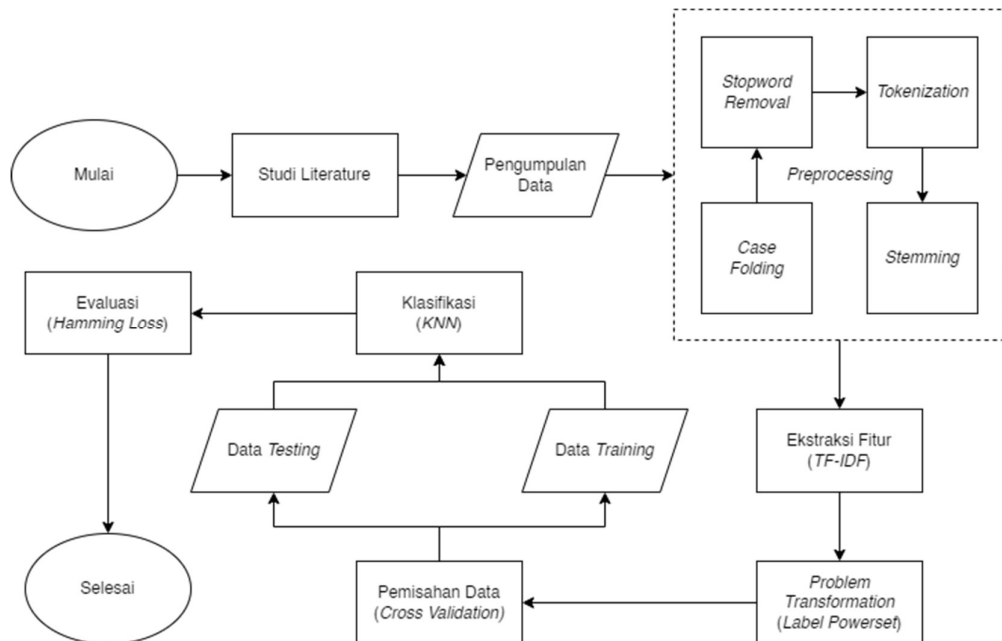 Mulai
Studi Literature
Pengumpulan
Data
Stopword
Removal
Tokenization
Preprocessing
Case
Folding
Stemming
Ekstraksi Fitur
(TF-IDF)
Problem
Transformation
(Label Powerset)
Pemisahan Data
(Cross Validation)
Data Testing
Data Training
Klasifikasi
(KNN)
Evaluasi
(Hamming Loss)
Selesai